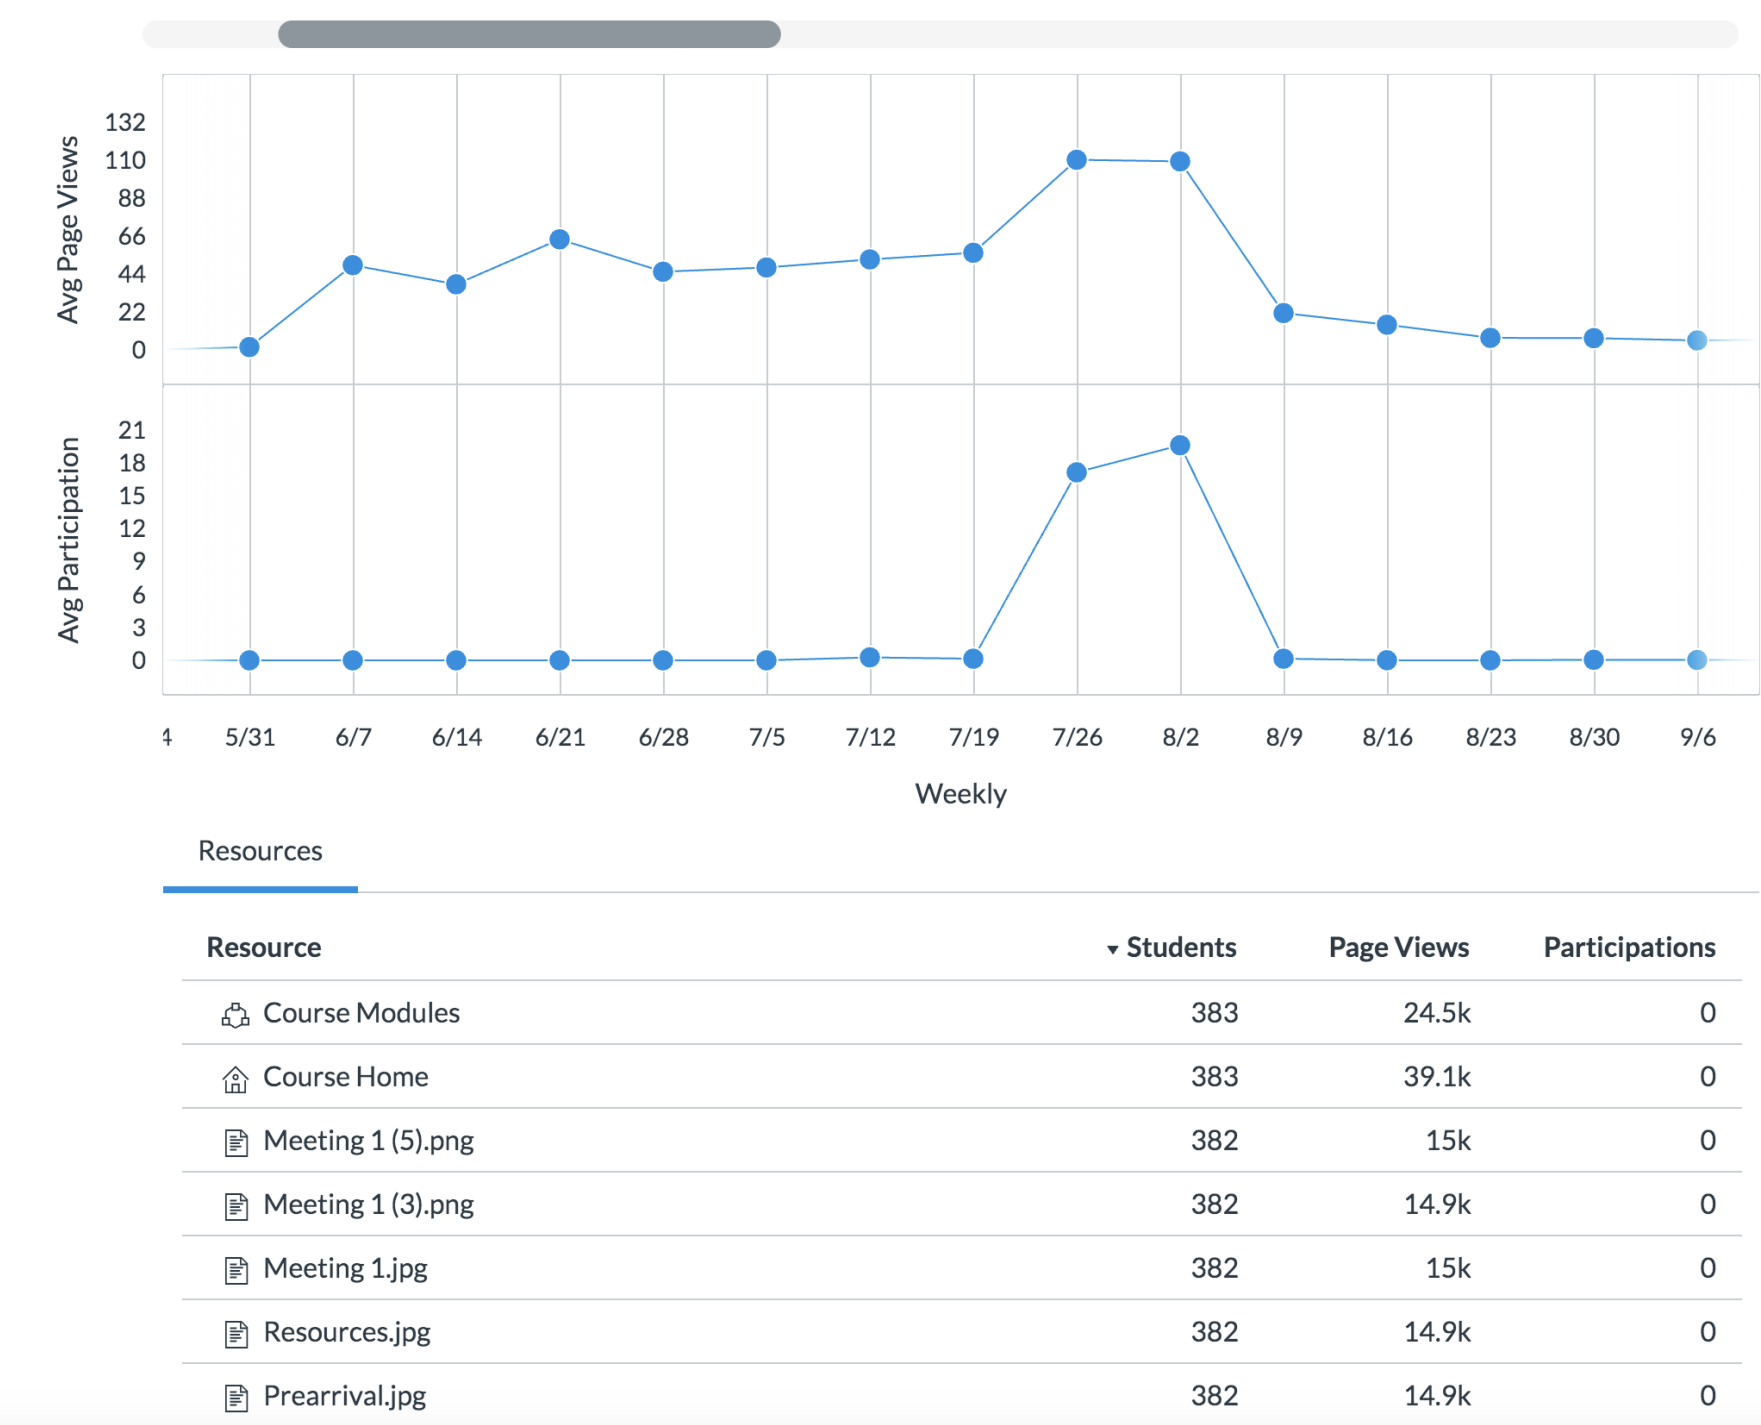 Avg Page Views
132
110
88
66
44
22
0
Avg Participation
21
18
15
12
9
6
3
0
4 5/31 6/7 6/14 6/21 6/28 7/5 7/12 7/19 7/26 8/2 8/9 8/16 8/23 8/30 9/6
Weekly
Resources
Resource Students Page Views Participations
Course Modules 383 24.5k 0
Course Home 383 39.1k 0
Meeting 1 (5).png 382 15k 0
Meeting 1 (3).png 382 14.9k 0
Meeting 1.jpg 382 15k 0
Resources.jpg 382 14.9k 0
Prearrival.jpg 382 14.9k 0